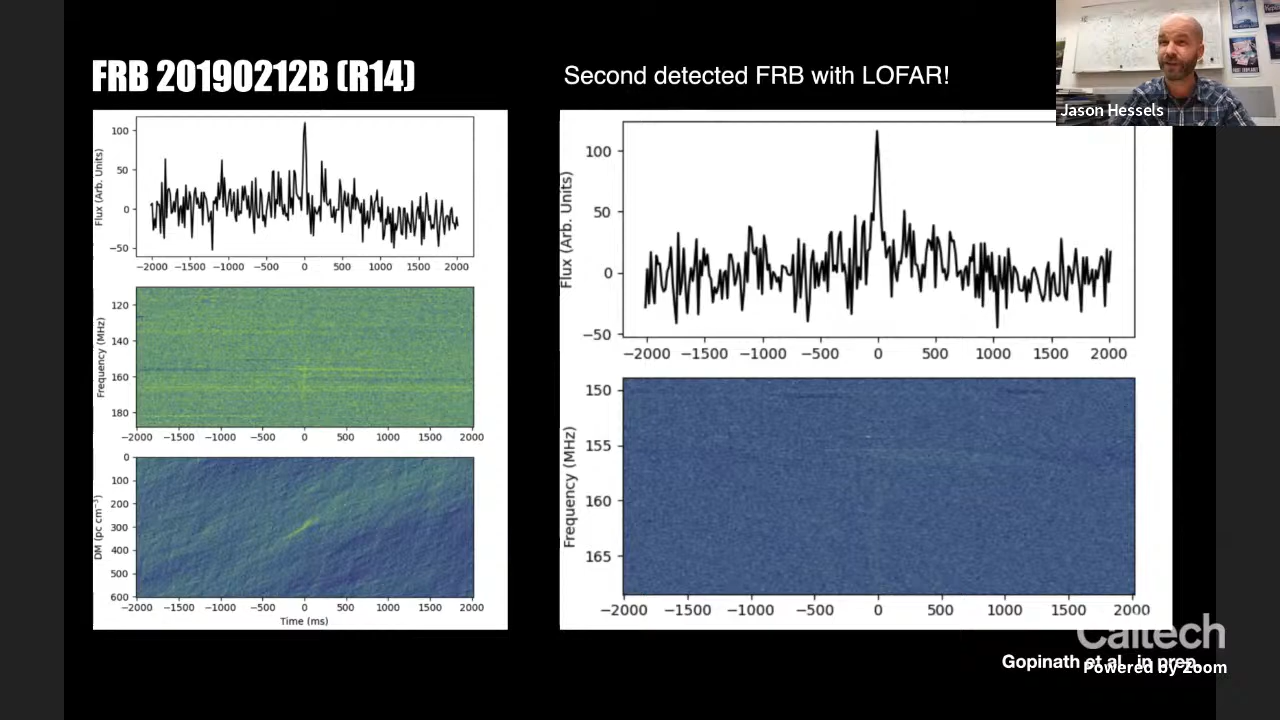 FRB 20190212B (R14)
Second detected FRB with LOFAR!
Jason Hessels
Flux (Arb. Units)
100
50
0
−50
−2000 −1500 −1000 −500 0 500 1000 1500 2000
Frequency (MHz)
120
140
160
180
−2000 −1500 −1000 −500 0 500 1000 1500 2000
DM (pc cm⁻³)
0
100
200
300
400
500
600
−2000 −1500 −1000 −500 0 500 1000 1500 2000
Time (ms)
Flux (Arb. Units)
100
50
0
−50
−2000 −1500 −1000 −500 0 500 1000 1500 2000
Frequency (MHz)
150
155
160
165
−2000 −1500 −1000 −500 0 500 1000 1500 2000
Caltech
Gopinath et al. in prep.
Powered by Zoom